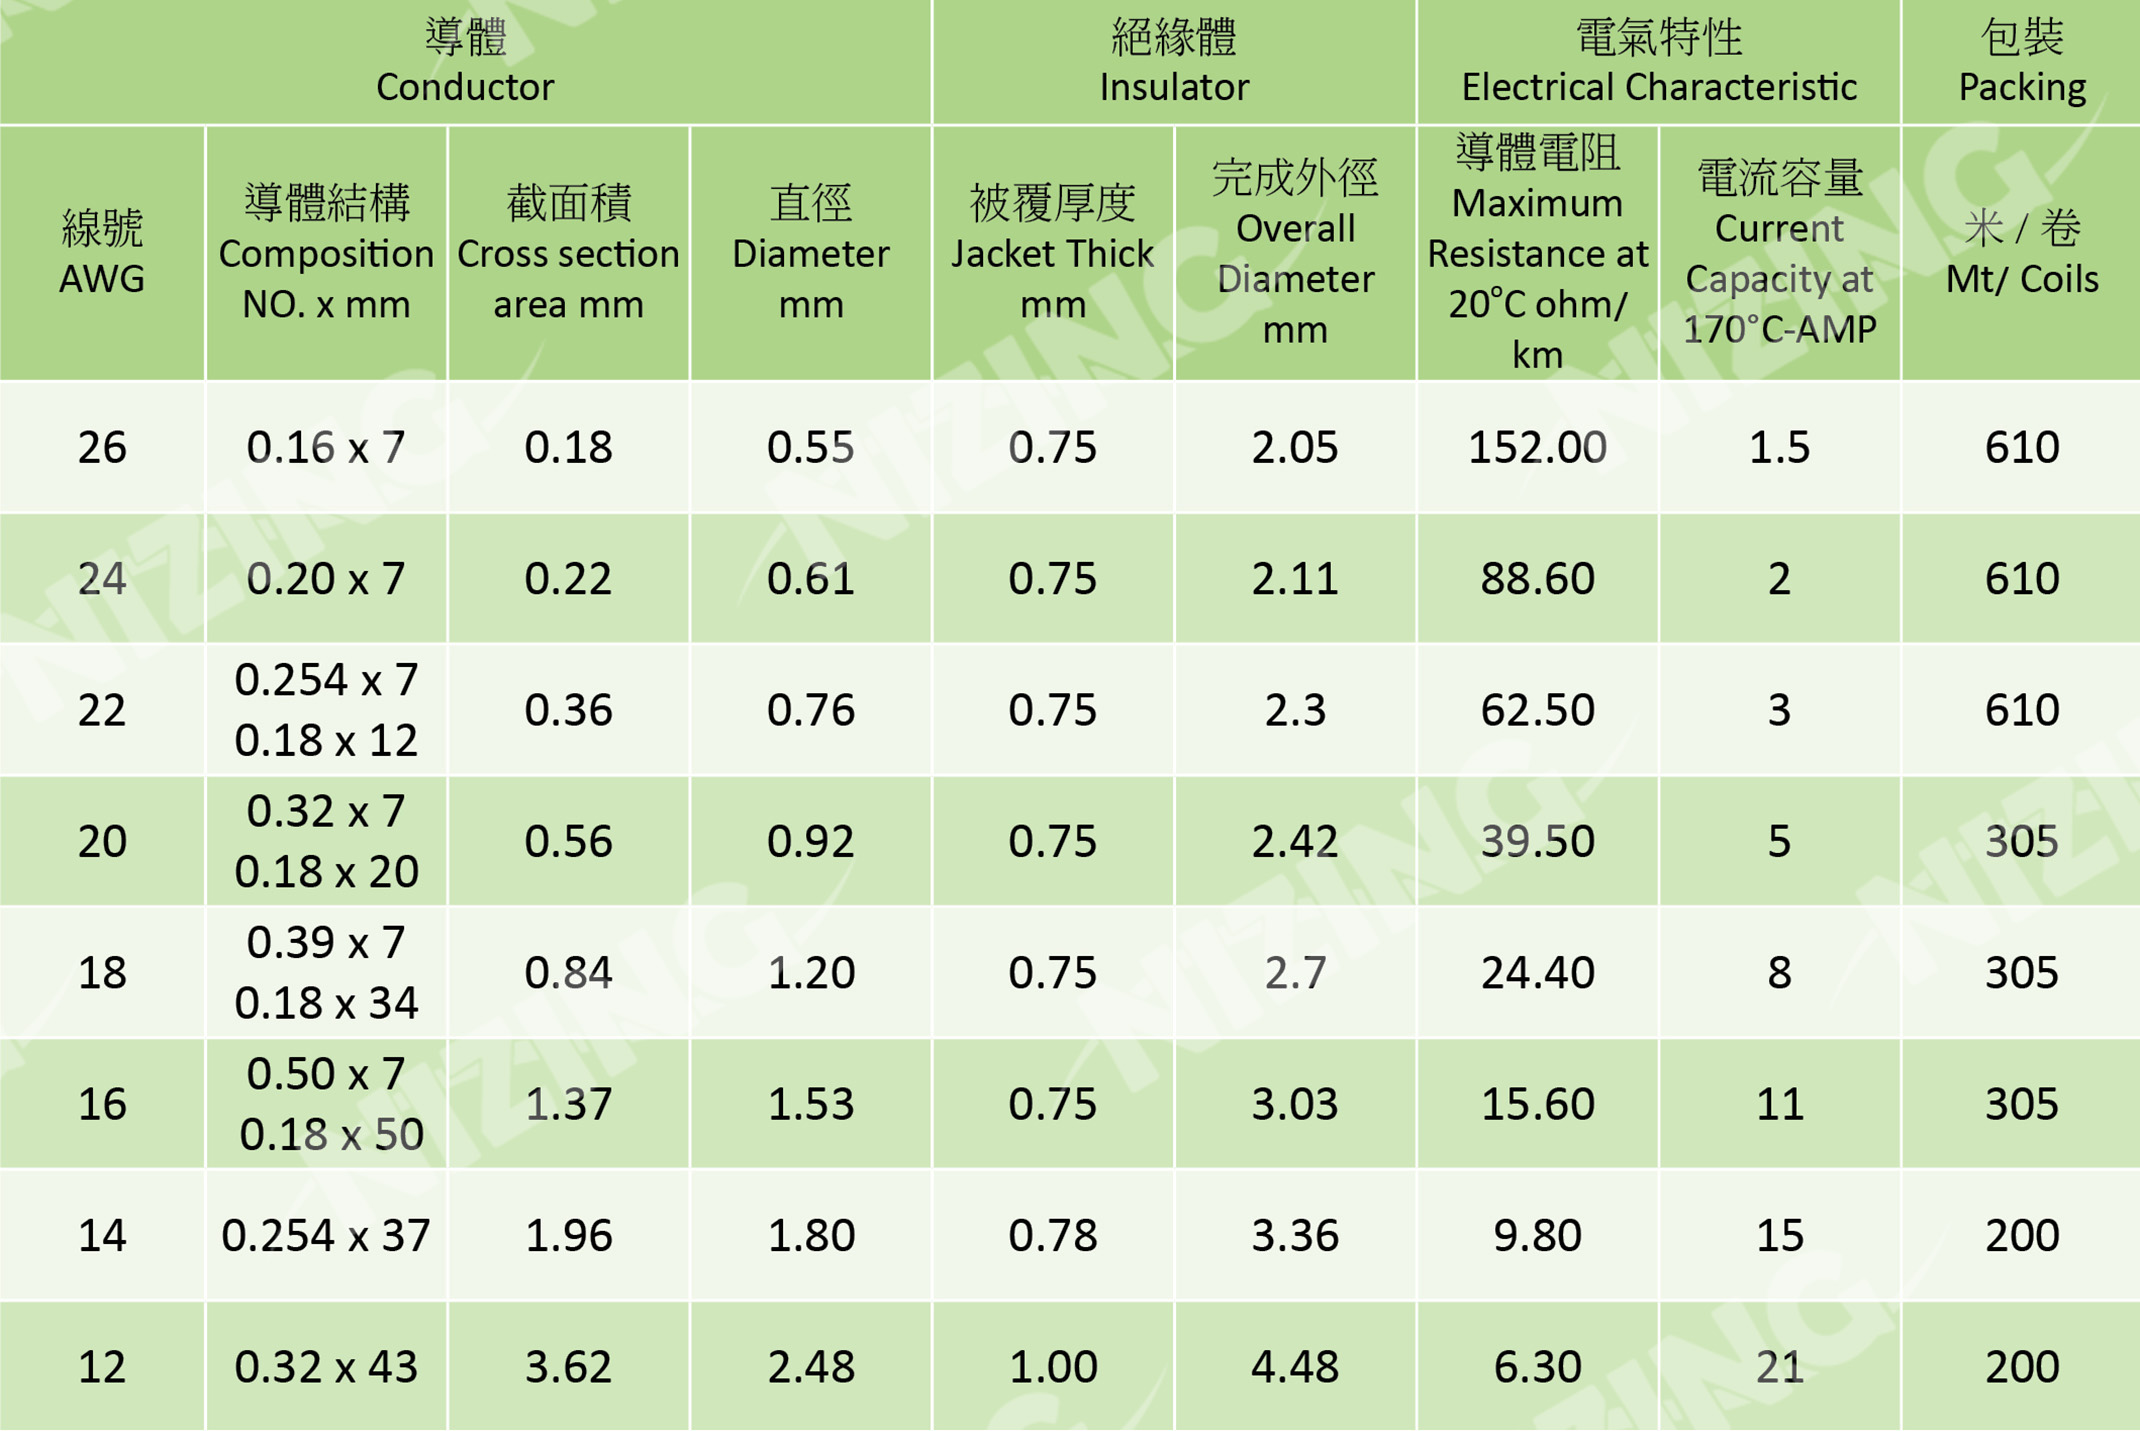 導體
Conductor
絕緣體
Insulator
電氣特性
Electrical Characteristic
包裝
Packing
線號
AWG
導體結構
Composition
NO. x mm
截面積
Cross section
area mm
直徑
Diameter
mm
被覆厚度
Jacket Thick
mm
完成外徑
Overall
Diameter
mm
導體電阻
Maximum
Resistance at
20°C ohm/
km
電流容量
Current
Capacity at
170°C-AMP
米 / 卷
Mt/ Coils
26 0.16 x 7 0.18 0.55 0.75 2.05 152.00 1.5 610
24 0.20 x 7 0.22 0.61 0.75 2.11 88.60 2 610
22
0.254 x 7
0.18 x 12
0.36 0.76 0.75 2.3 62.50 3 610
20
0.32 x 7
0.18 x 20
0.56 0.92 0.75 2.42 39.50 5 305
18
0.39 x 7
0.18 x 34
0.84 1.20 0.75 2.7 24.40 8 305
16
0.50 x 7
0.18 x 50
1.37 1.53 0.75 3.03 15.60 11 305
14 0.254 x 37 1.96 1.80 0.78 3.36 9.80 15 200
12 0.32 x 43 3.62 2.48 1.00 4.48 6.30 21 200
NIZING
NIZING
NIZING
NIZING
NIZING